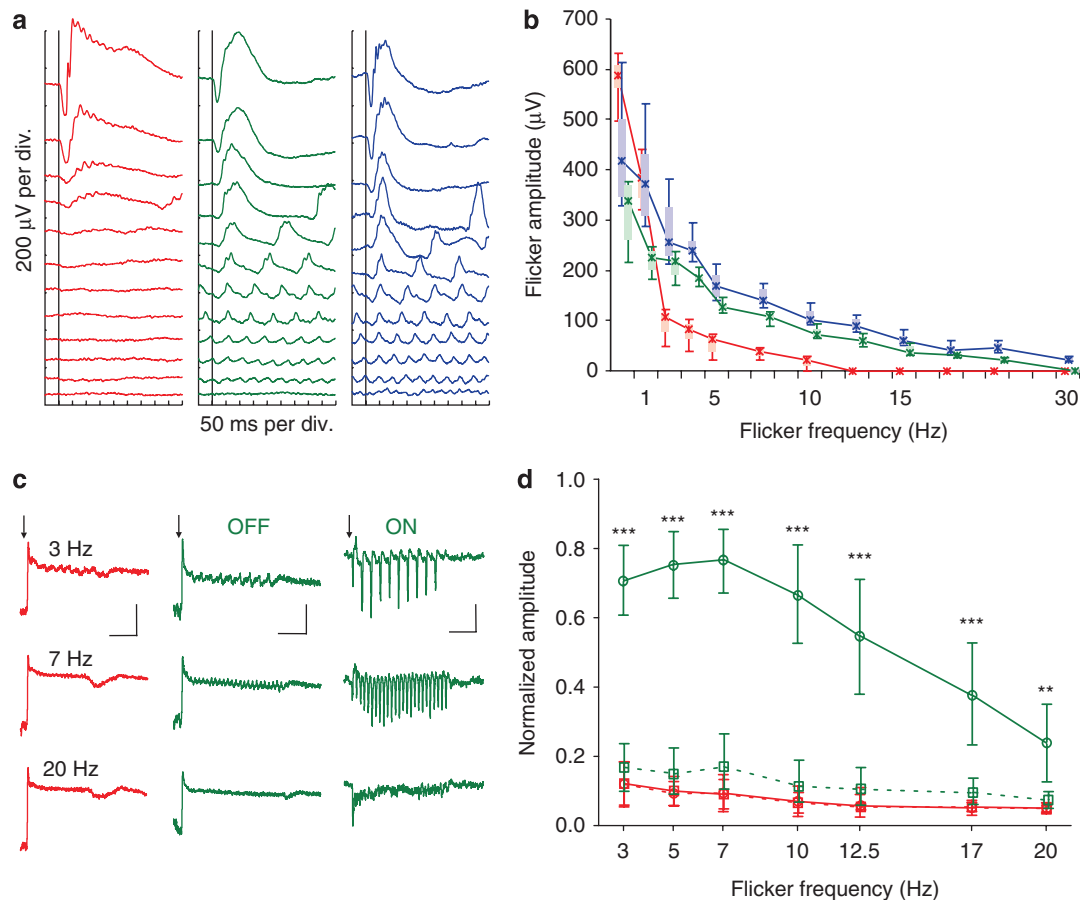 a
200 µV per div.
50 ms per div.
b
Flicker amplitude (µV)
700
600
500
400
300
200
100
0
1 5 10 15 30
Flicker frequency (Hz)
c
OFF ON
3 Hz
7 Hz
20 Hz
d
Normalized amplitude
1.0
0.8
0.6
0.4
0.2
0.0
*** *** *** *** *** *** **
3 5 7 10 12.5 17 20
Flicker frequency (Hz)